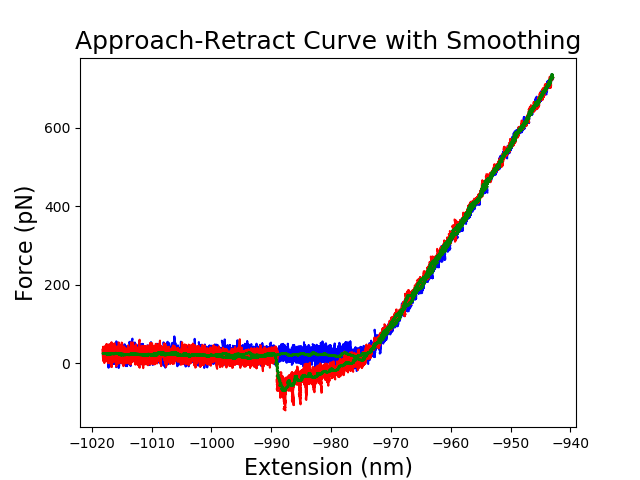 Approach-Retract Curve with Smoothing
Force (pN)
600
400
200
0
−1020 −1010 −1000 −990 −980 −970 −960 −950 −940
Extension (nm)